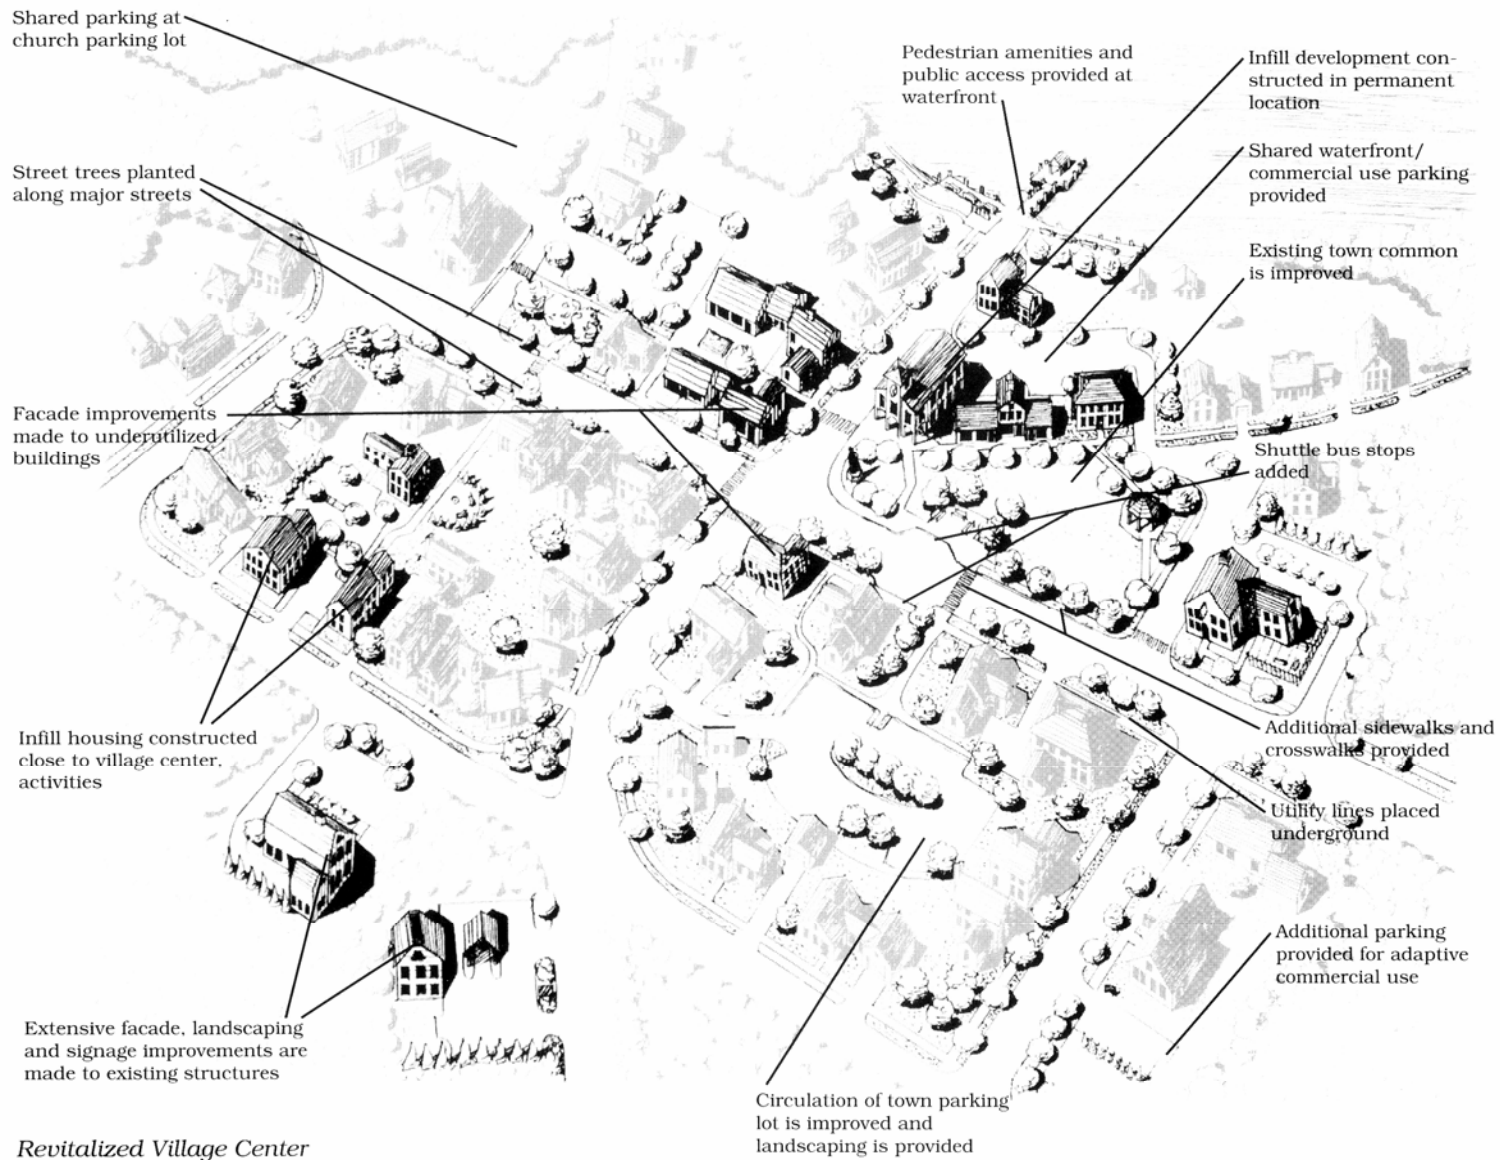 Shared parking at
church parking lot
Street trees planted
along major streets
Facade improvements
made to underutilized
buildings
Infill housing constructed
close to village center,
activities
Extensive facade, landscaping
and signage improvements are
made to existing structures
Revitalized Village Center
Pedestrian amenities and
public access provided at
waterfront
Infill development con-
structed in permanent
location
Shared waterfront/
commercial use parking
provided
Existing town common
is improved
Shuttle bus stops
added
Additional sidewalks and
crosswalks provided
Utility lines placed
underground
Additional parking
provided for adaptive
commercial use
Circulation of town parking
lot is improved and
landscaping is provided